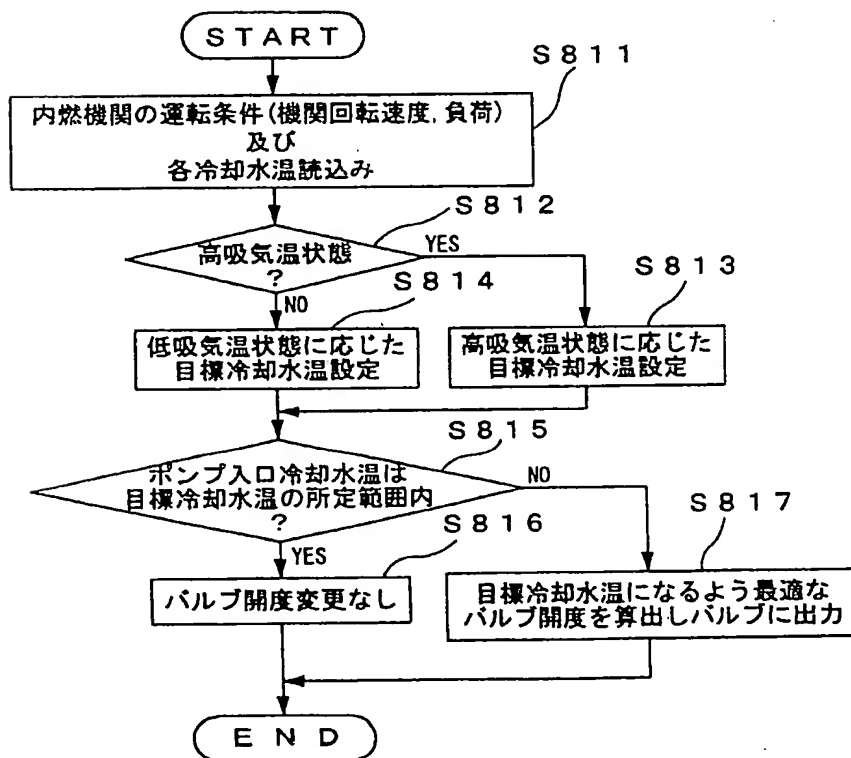 START
S811
内燃機関の運転条件(機関回転速度,負荷)
及び
各冷却水温読込み
S812
高吸気温状態
?
YES
NO
S814
S813
低吸気温状態に応じた
目標冷却水温設定
高吸気温状態に応じた
目標冷却水温設定
S815
ポンプ入口冷却水温は
目標冷却水温の所定範囲内
?
NO
YES
S816
S817
バルブ開度変更なし
目標冷却水温になるよう最適な
バルブ開度を算出しバルブに出力
END